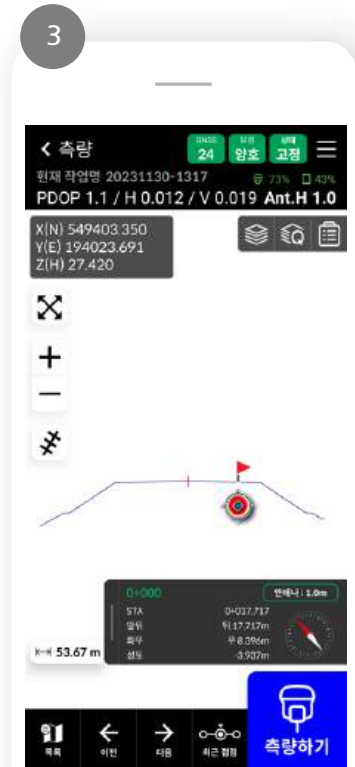 3
측량
GNSS
24
보정
양호
상태
고정
현재 작업명 20231130-1317
73%
43%
PDOP 1.1 / H 0.012 / V 0.019 Ant.H 1.0
X(N) 549403.350
Y(E) 194023.691
Z(H) 27.420
0+000
안테나 : 1.0m
STA 0+017.717
앞뒤 뒤 17.717m
좌우 우 8.396m
성토 -3.937m
53.67 m
목록
이전
다음
최근 측점
측량하기